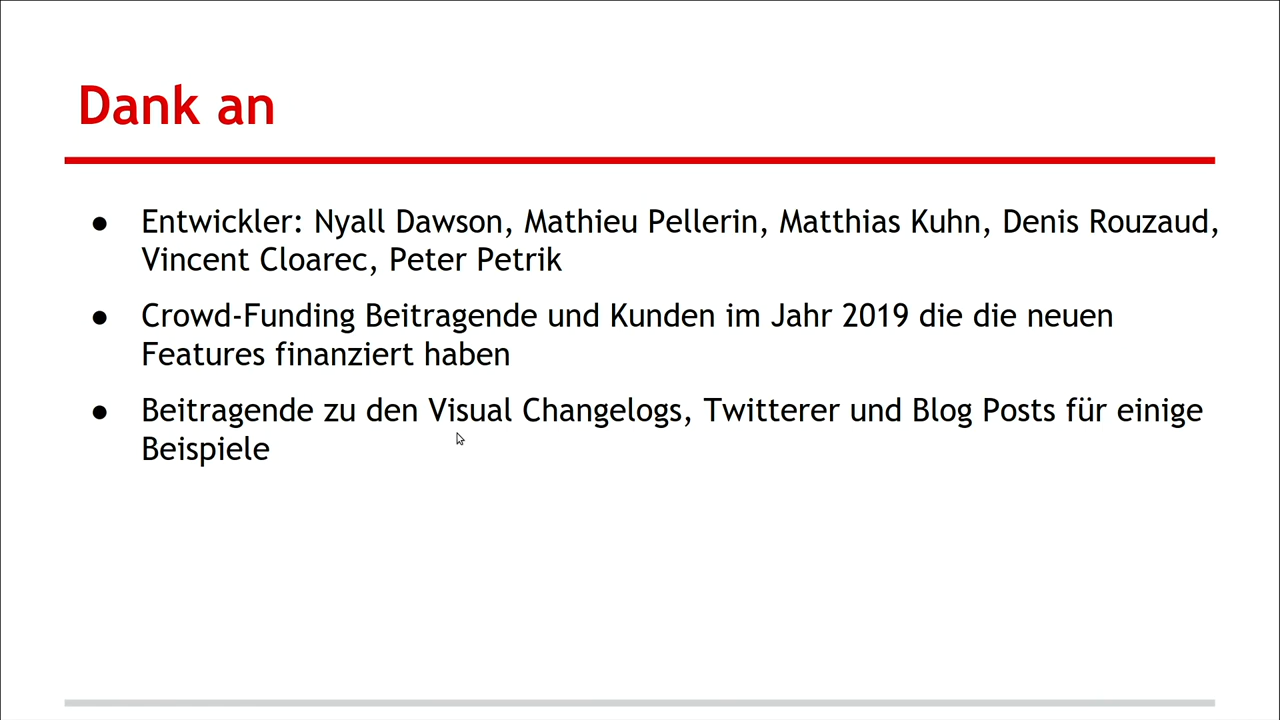 Dank an
● Entwickler: Nyall Dawson, Mathieu Pellerin, Matthias Kuhn, Denis Rouzaud,
Vincent Cloarec, Peter Petrik
● Crowd-Funding Beitragende und Kunden im Jahr 2019 die die neuen
Features finanziert haben
● Beitragende zu den Visual Changelogs, Twitterer und Blog Posts für einige
Beispiele